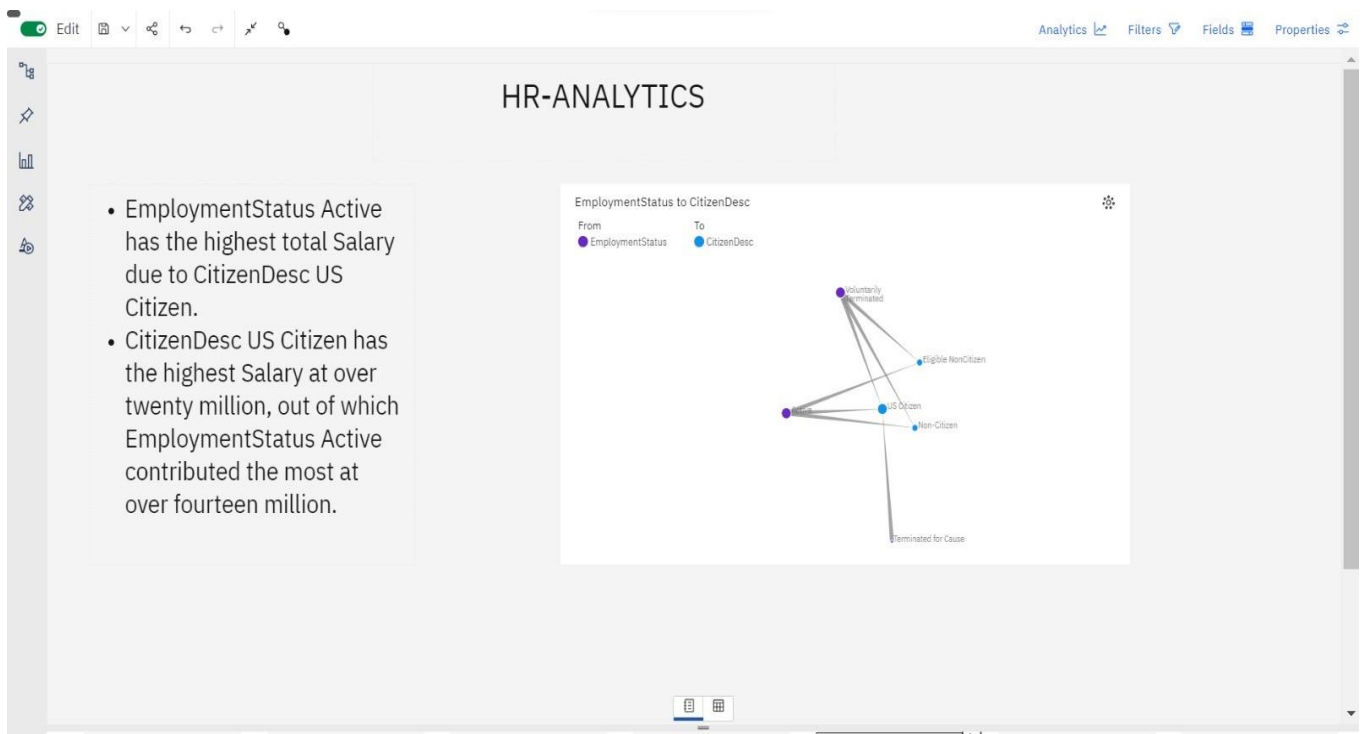 Edit
Analytics
Filters
Fields
Properties
HR-ANALYTICS
• EmploymentStatus Active
has the highest total Salary
due to CitizenDesc US
Citizen.
• CitizenDesc US Citizen has
the highest Salary at over
twenty million, out of which
EmploymentStatus Active
contributed the most at
over fourteen million.
EmploymentStatus to CitizenDesc
From
To
EmploymentStatus
CitizenDesc
Voluntarily
Terminated
Eligible NonCitizen
US Citizen
Non-Citizen
Terminated for Cause